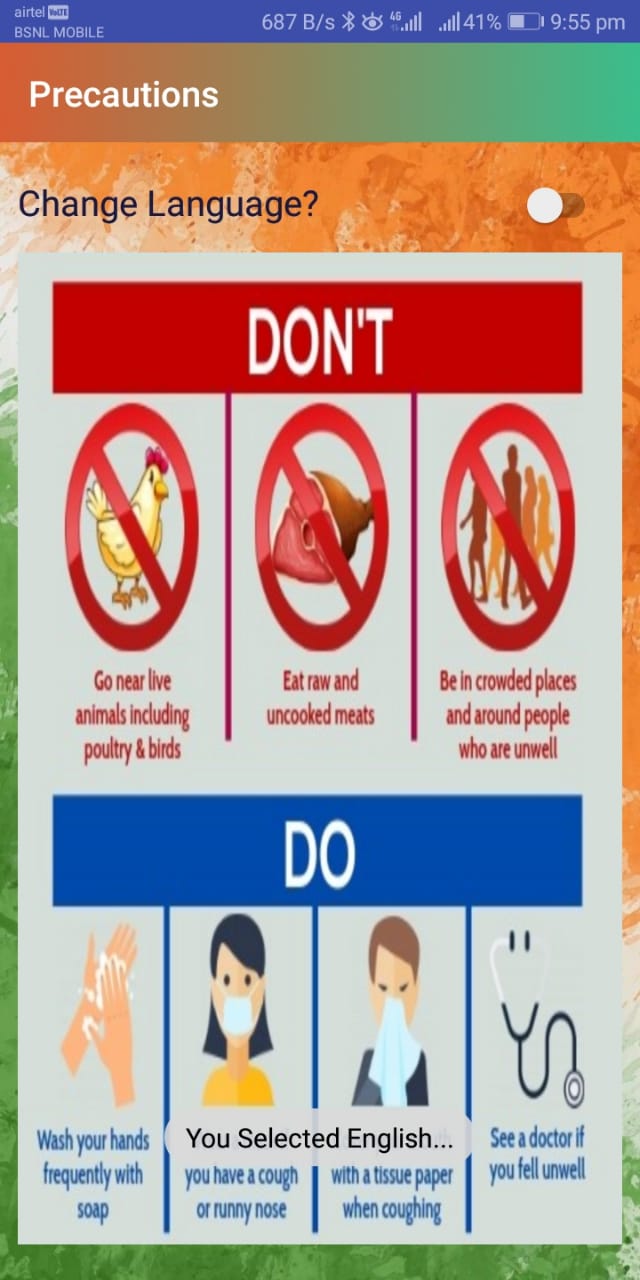 airtel VoLTE
BSNL MOBILE
687 B/s 4G 41% 9:55 pm
Precautions
Change Language?
DON'T
Go near live
animals including
poultry & birds
Eat raw and
uncooked meats
Be in crowded places
and around people
who are unwell
DO
Wash your hands
frequently with
soap
you have a cough
or runny nose
with a tissue paper
when coughing
See a doctor if
you fell unwell
You Selected English...